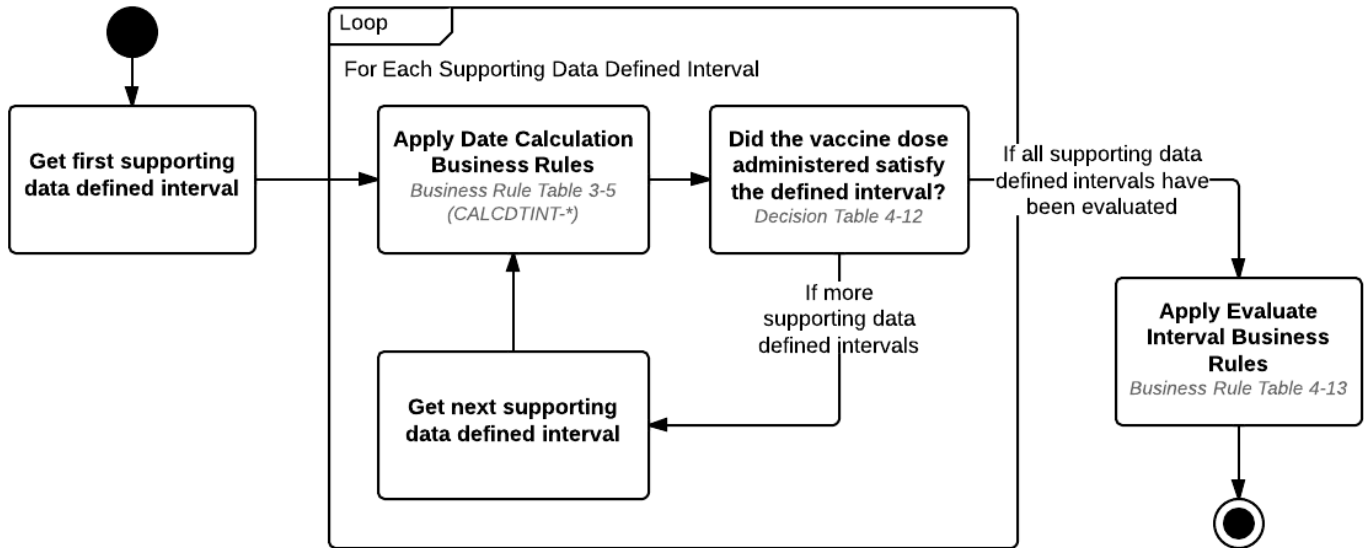 Loop
For Each Supporting Data Defined Interval
Get first supporting
data defined interval
Apply Date Calculation
Business Rules
Business Rule Table 3-5
(CALCDTINT-*)
Did the vaccine dose
administered satisfy
the defined interval?
Decision Table 4-12
If all supporting data
defined intervals have
been evaluated
If more
supporting data
defined intervals
Get next supporting
data defined interval
Apply Evaluate
Interval Business
Rules
Business Rule Table 4-13